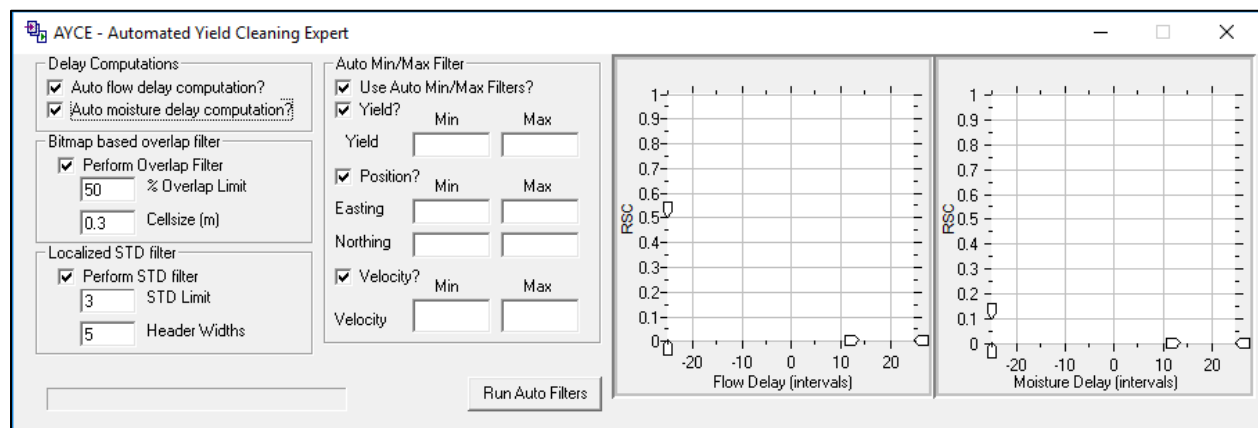 AYCE - Automated Yield Cleaning Expert
Delay Computations
Auto flow delay computation?
Auto moisture delay computation?
Bitmap based overlap filter
Perform Overlap Filter
50 % Overlap Limit
0.3 Cellsize (m)
Localized STD filter
Perform STD filter
3 STD Limit
5 Header Widths
Auto Min/Max Filter
Use Auto Min/Max Filters?
Yield?
Min Max
Yield
Position?
Min Max
Easting
Northing
Velocity?
Min Max
Velocity
Run Auto Filters
1
0.9
0.8
0.7
0.6
0.5
0.4
0.3
0.2
0.1
0
RSC
-20 -10 0 10 20
Flow Delay (intervals)
1
0.9
0.8
0.7
0.6
0.5
0.4
0.3
0.2
0.1
0
RSC
-20 -10 0 10 20
Moisture Delay (intervals)